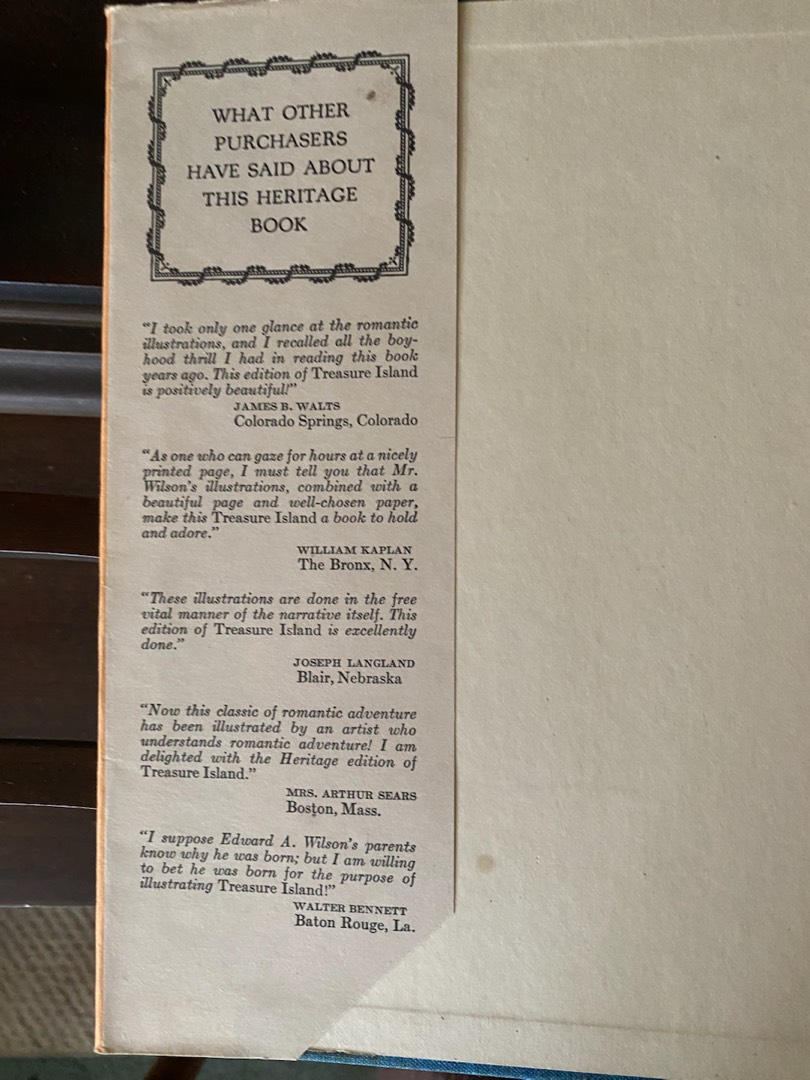 WHAT OTHER
PURCHASERS
HAVE SAID ABOUT
THIS HERITAGE
BOOK
“I took only one glance at the romantic
illustrations, and I recalled all the boy-
hood thrill I had in reading this book
years ago. This edition of Treasure Island
is positively beautiful!”
JAMES B. WALTS
Colorado Springs, Colorado
“As one who can gaze for hours at a nicely
printed page, I must tell you that Mr.
Wilson’s illustrations, combined with a
beautiful page and well-chosen paper,
make this Treasure Island a book to hold
and adore.”
WILLIAM KAPLAN
The Bronx, N. Y.
“These illustrations are done in the free
vital manner of the narrative itself. This
edition of Treasure Island is excellently
done.”
JOSEPH LANGLAND
Blair, Nebraska
“Now this classic of romantic adventure
has been illustrated by an artist who
understands romantic adventure! I am
delighted with the Heritage edition of
Treasure Island.”
MRS. ARTHUR SEARS
Boston, Mass.
“I suppose Edward A. Wilson’s parents
know why he was born; but I am willing
to bet he was born for the purpose of
illustrating Treasure Island!”
WALTER BENNETT
Baton Rouge, La.